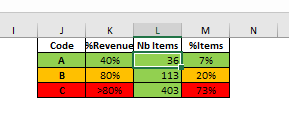 I J K L M N
Code %Revenue Nb Items %Items
A 40% 36 7%
B 80% 113 20%
C >80% 403 73%